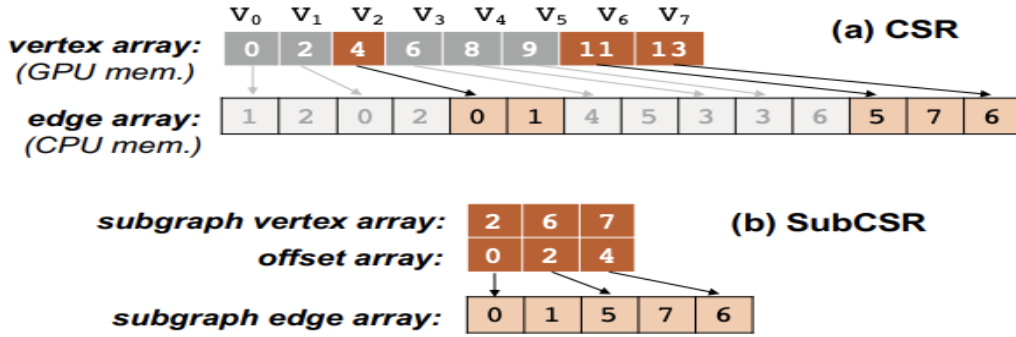 V0 V1 V2 V3 V4 V5 V6 V7
(a) CSR
vertex array: 0 2 4 6 8 9 11 13
(GPU mem.)
edge array: 1 2 0 2 0 1 4 5 3 3 6 5 7 6
(CPU mem.)
(b) SubCSR
subgraph vertex array: 2 6 7
offset array: 0 2 4
subgraph edge array: 0 1 5 7 6